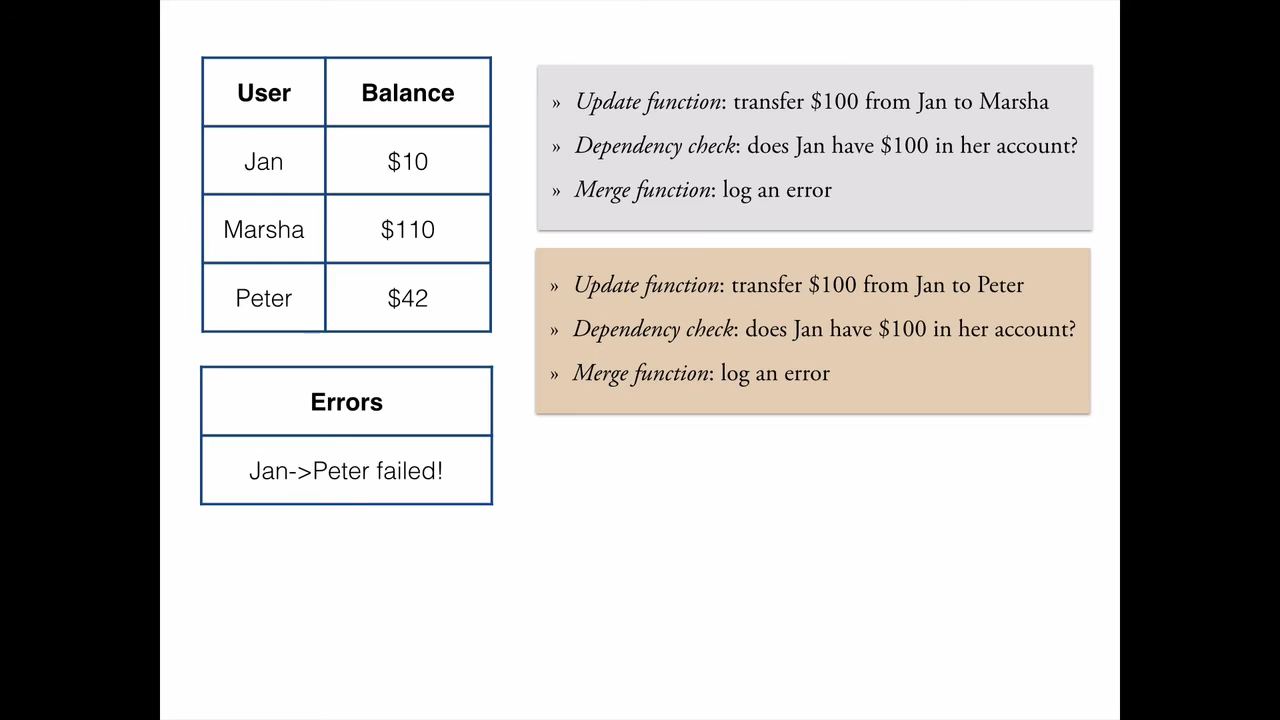 User Balance
Jan $10
Marsha $110
Peter $42
Errors
Jan->Peter failed!
» Update function: transfer $100 from Jan to Marsha
» Dependency check: does Jan have $100 in her account?
» Merge function: log an error
» Update function: transfer $100 from Jan to Peter
» Dependency check: does Jan have $100 in her account?
» Merge function: log an error